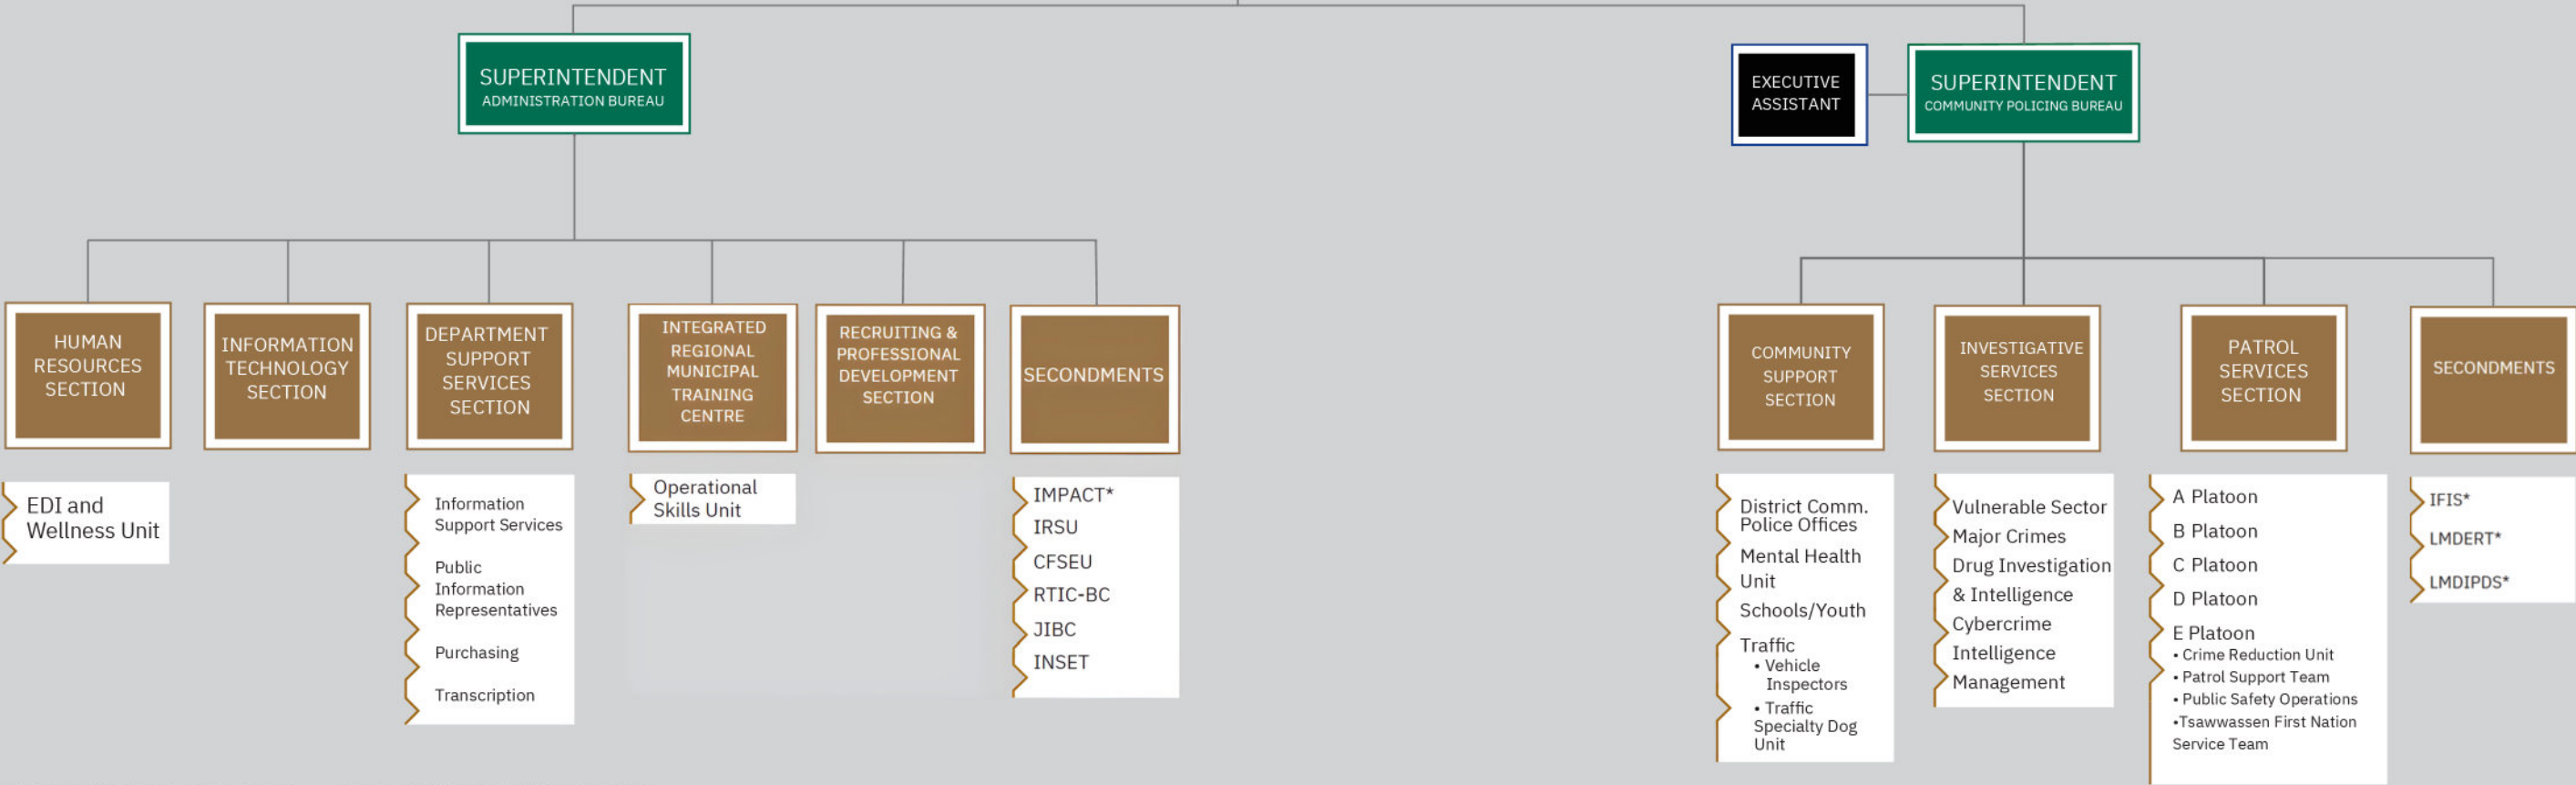 SUPERINTENDENT
ADMINISTRATION BUREAU
EXECUTIVE
ASSISTANT
SUPERINTENDENT
COMMUNITY POLICING BUREAU
HUMAN
RESOURCES
SECTION
INFORMATION
TECHNOLOGY
SECTION
DEPARTMENT
SUPPORT
SERVICES
SECTION
INTEGRATED
REGIONAL
MUNICIPAL
TRAINING
CENTRE
RECRUITING &
PROFESSIONAL
DEVELOPMENT
SECTION
SECONDMENTS
COMMUNITY
SUPPORT
SECTION
INVESTIGATIVE
SERVICES
SECTION
PATROL
SERVICES
SECTION
SECONDMENTS
EDI and
Wellness Unit
Information
Support Services
Public
Information
Representatives
Purchasing
Transcription
Operational
Skills Unit
IMPACT*
IRSU
CFSEU
RTIC-BC
JIBC
INSET
District Comm.
Police Offices
Mental Health
Unit
Schools/Youth
Traffic
• Vehicle
Inspectors
• Traffic
Specialty Dog
Unit
Vulnerable Sector
Major Crimes
Drug Investigation
& Intelligence
Cybercrime
Intelligence
Management
A Platoon
B Platoon
C Platoon
D Platoon
E Platoon
• Crime Reduction Unit
• Patrol Support Team
• Public Safety Operations
•Tsawwassen First Nation
Service Team
IFIS*
LMDERT*
LMDIPDS*